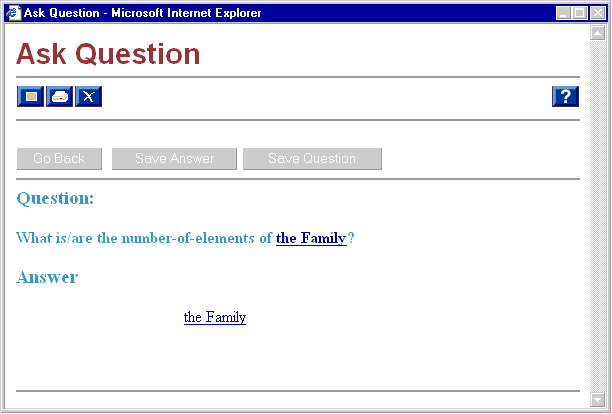 Ask Question - Microsoft Internet Explorer
Ask Question
?
Go Back Save Answer Save Question
Question:
What is/are the number-of-elements of the Family?
Answer
the Family